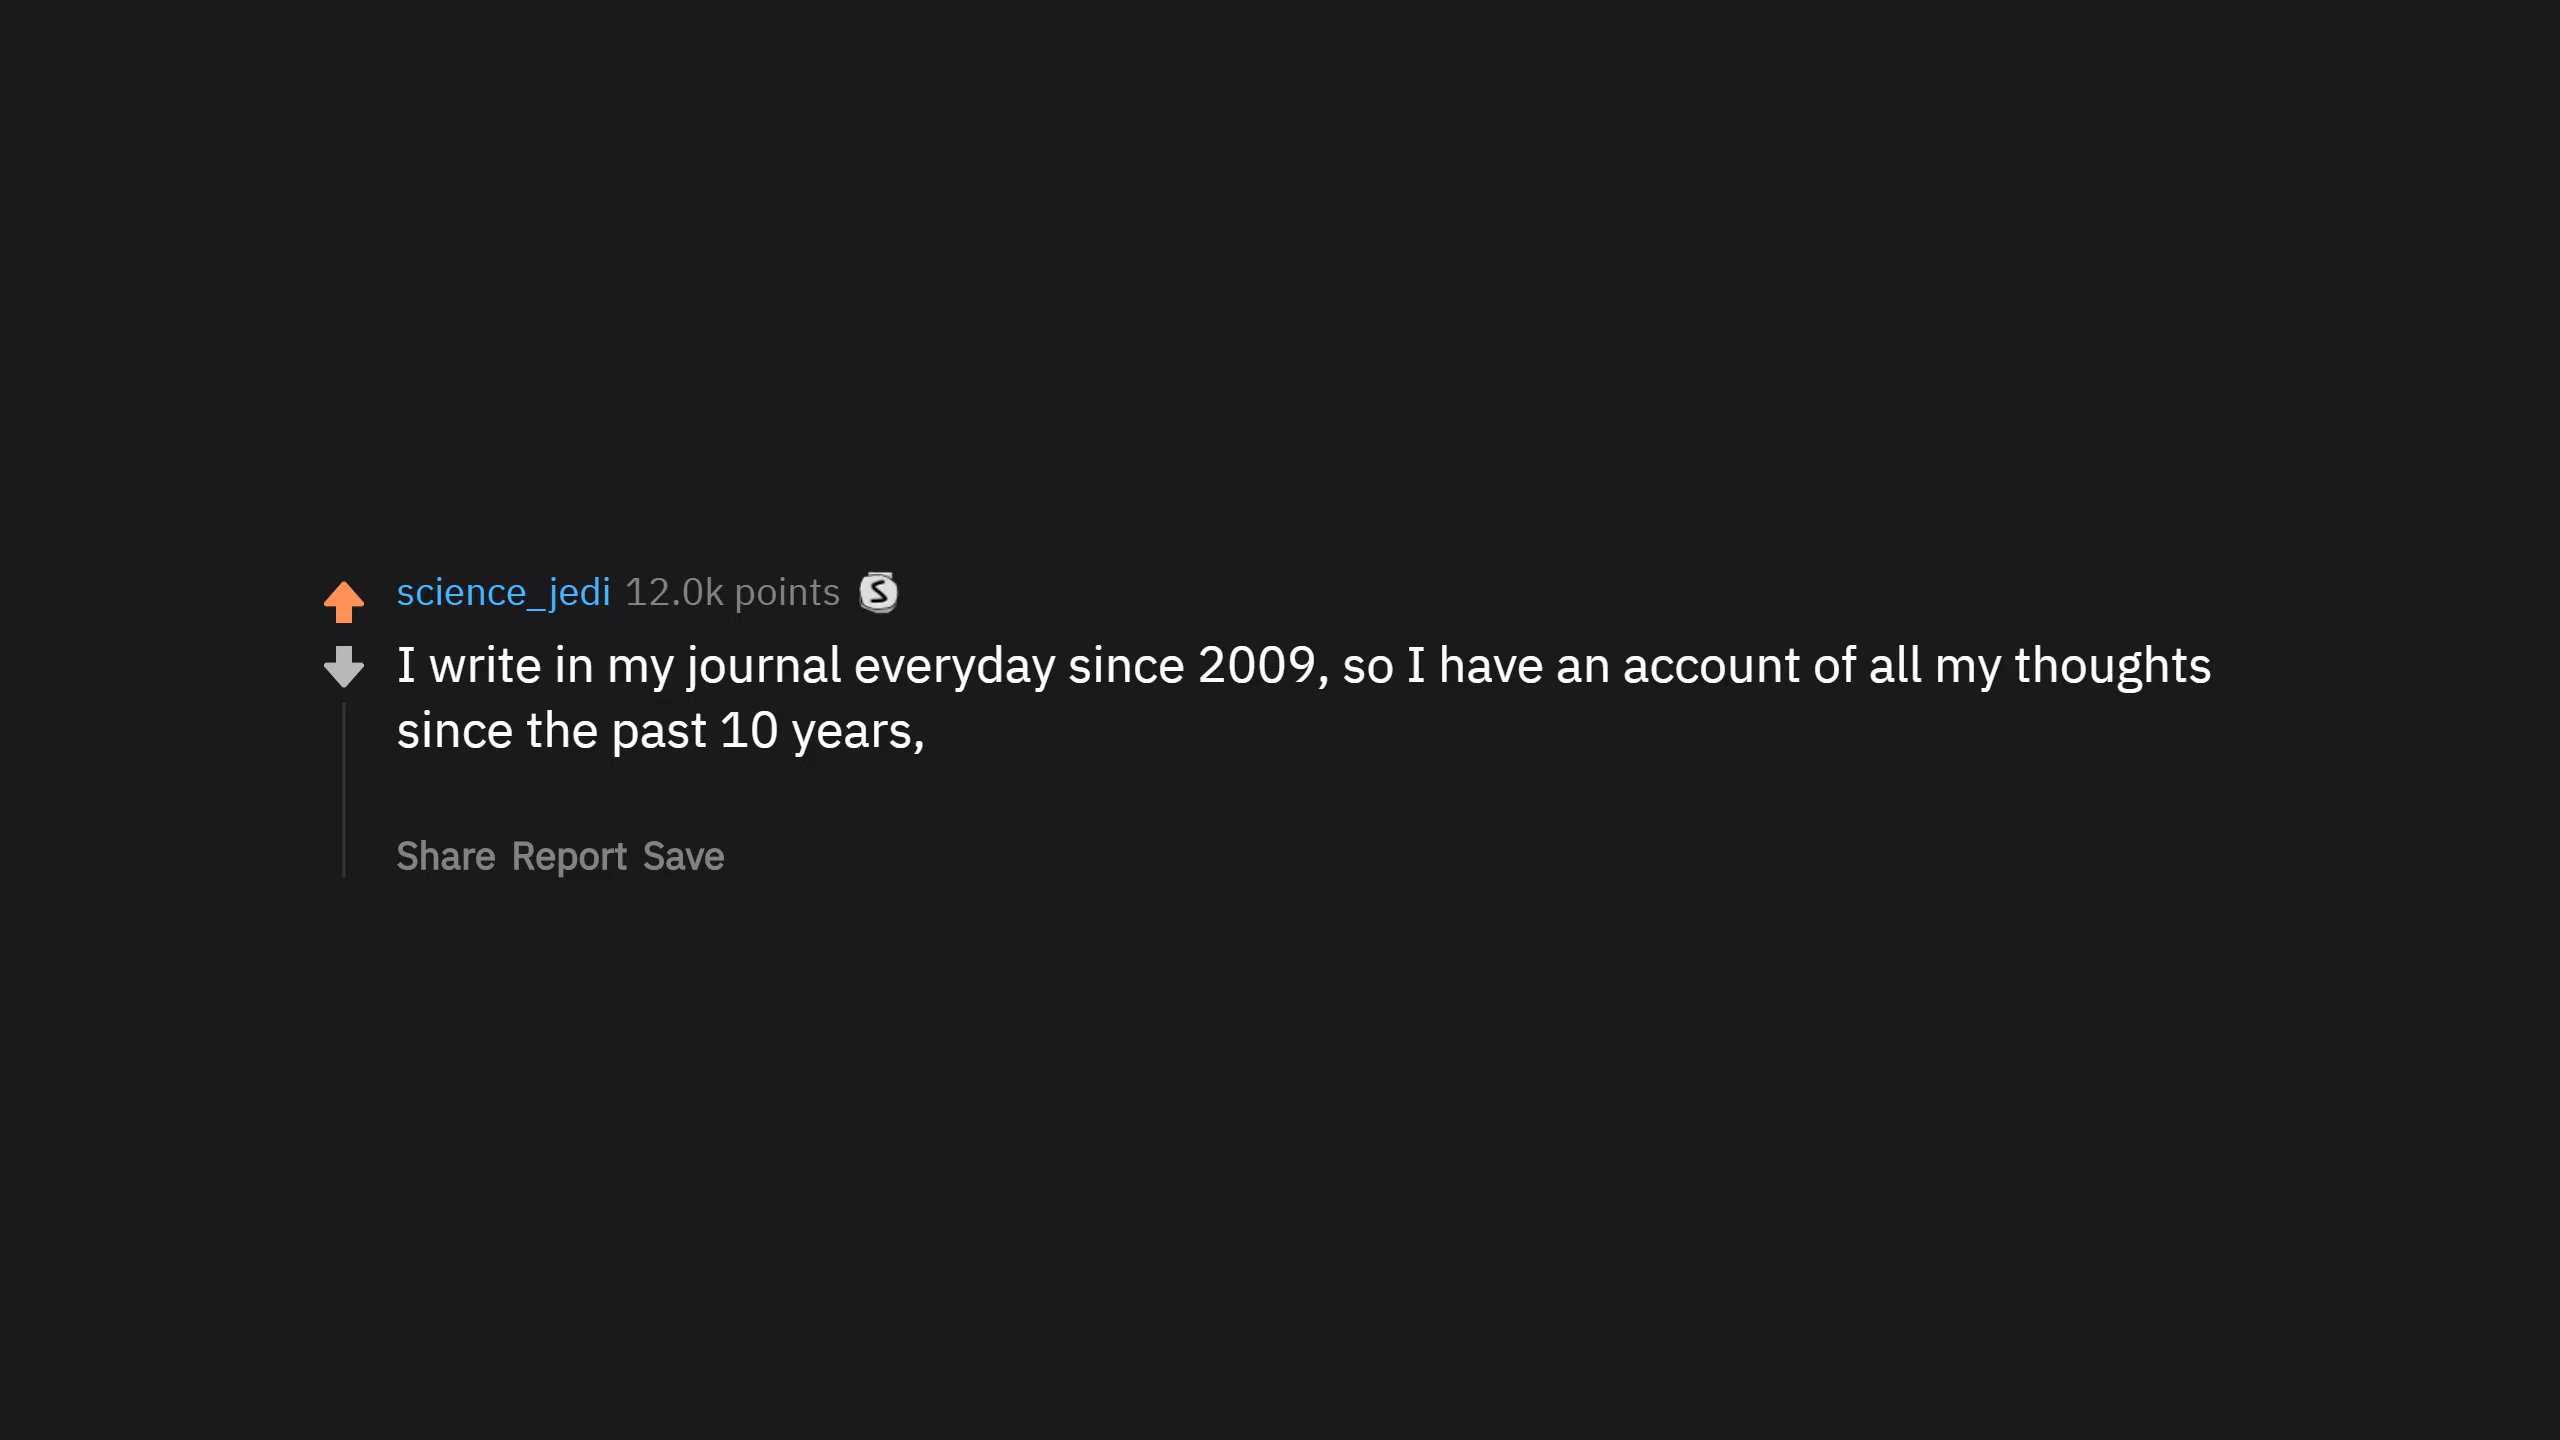 science_jedi 12.0k points S
I write in my journal everyday since 2009, so I have an account of all my thoughts
since the past 10 years,
Share Report Save